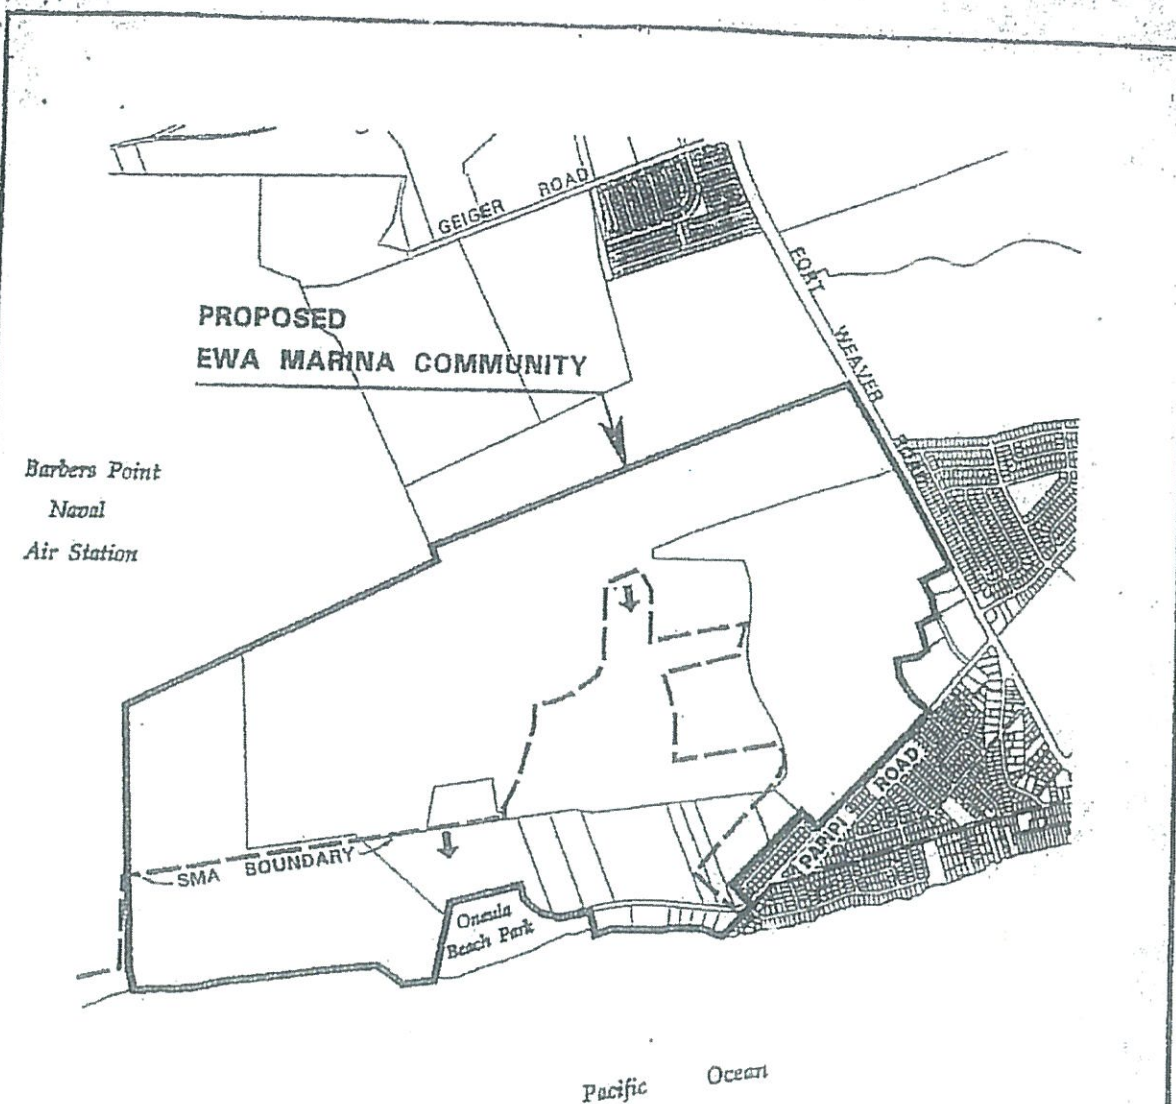 GEIGER ROAD
PROPOSED
EWA MARINA COMMUNITY
FORT WEAVER ROAD
Barbers Point
Naval
Air Station
PAPIPI ROAD
SMA BOUNDARY
Oneula
Beach Park
Pacific Ocean